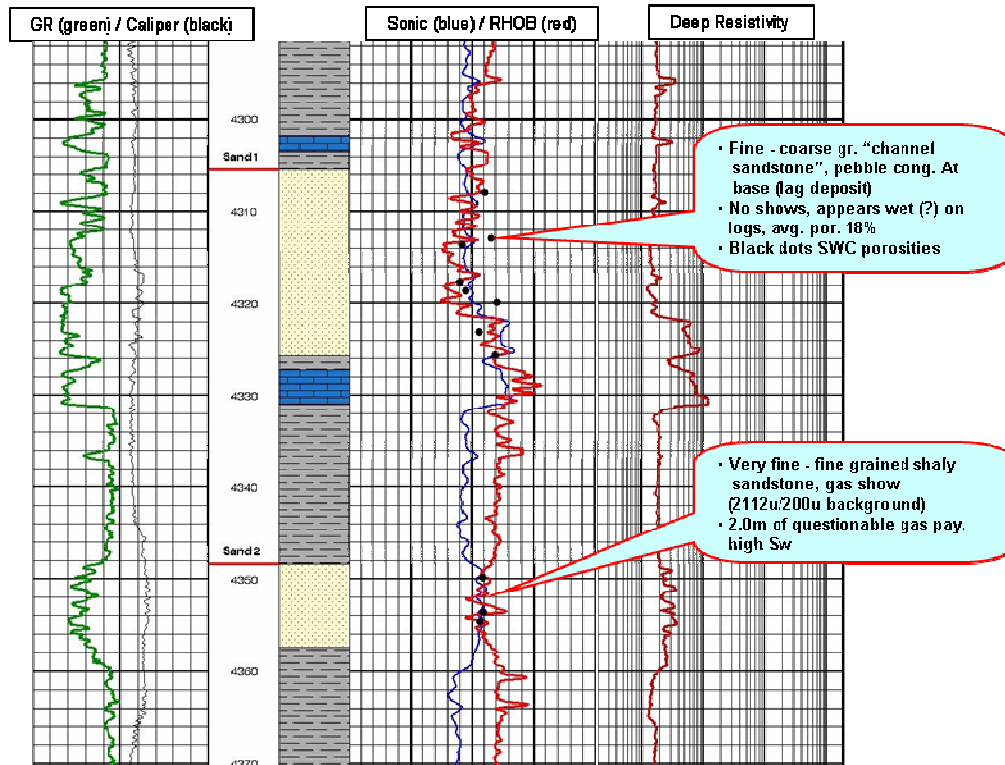 GR (green) / Caliper (black)
Sonic (blue) / RHOB (red)
Deep Resistivity
4300
Sand 1
4310
4320
4330
4340
Sand 2
4350
4360
4370
· Fine - coarse gr. “channel
sandstone”, pebble cong. At
base (lag deposit)
· No shows, appears wet (?) on
logs, avg. por. 18%
· Black dots SWC porosities
· Very fine - fine grained shaly
sandstone, gas show
(2112u/200u background)
· 2.0m of questionable gas pay,
high Sw